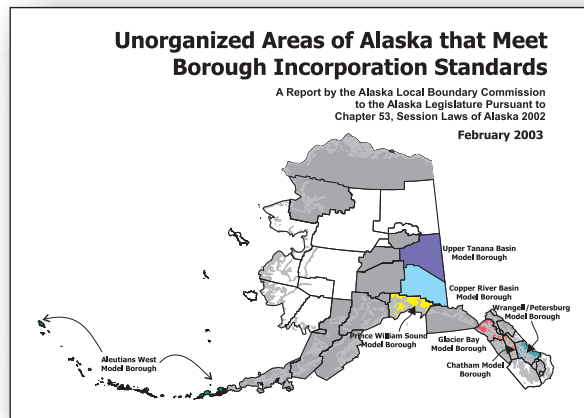 Unorganized Areas of Alaska that Meet
Borough Incorporation Standards
A Report by the Alaska Local Boundary Commission
to the Alaska Legislature Pursuant to
Chapter 53, Session Laws of Alaska 2002
February 2003
Upper Tanana Basin
Model Borough
Copper River Basin
Model Borough
Wrangell/Petersburg
Model Borough
Prince William Sound
Model Borough
Glacier Bay
Model Borough
Chatham Model
Borough
Aleutians West
Model Borough